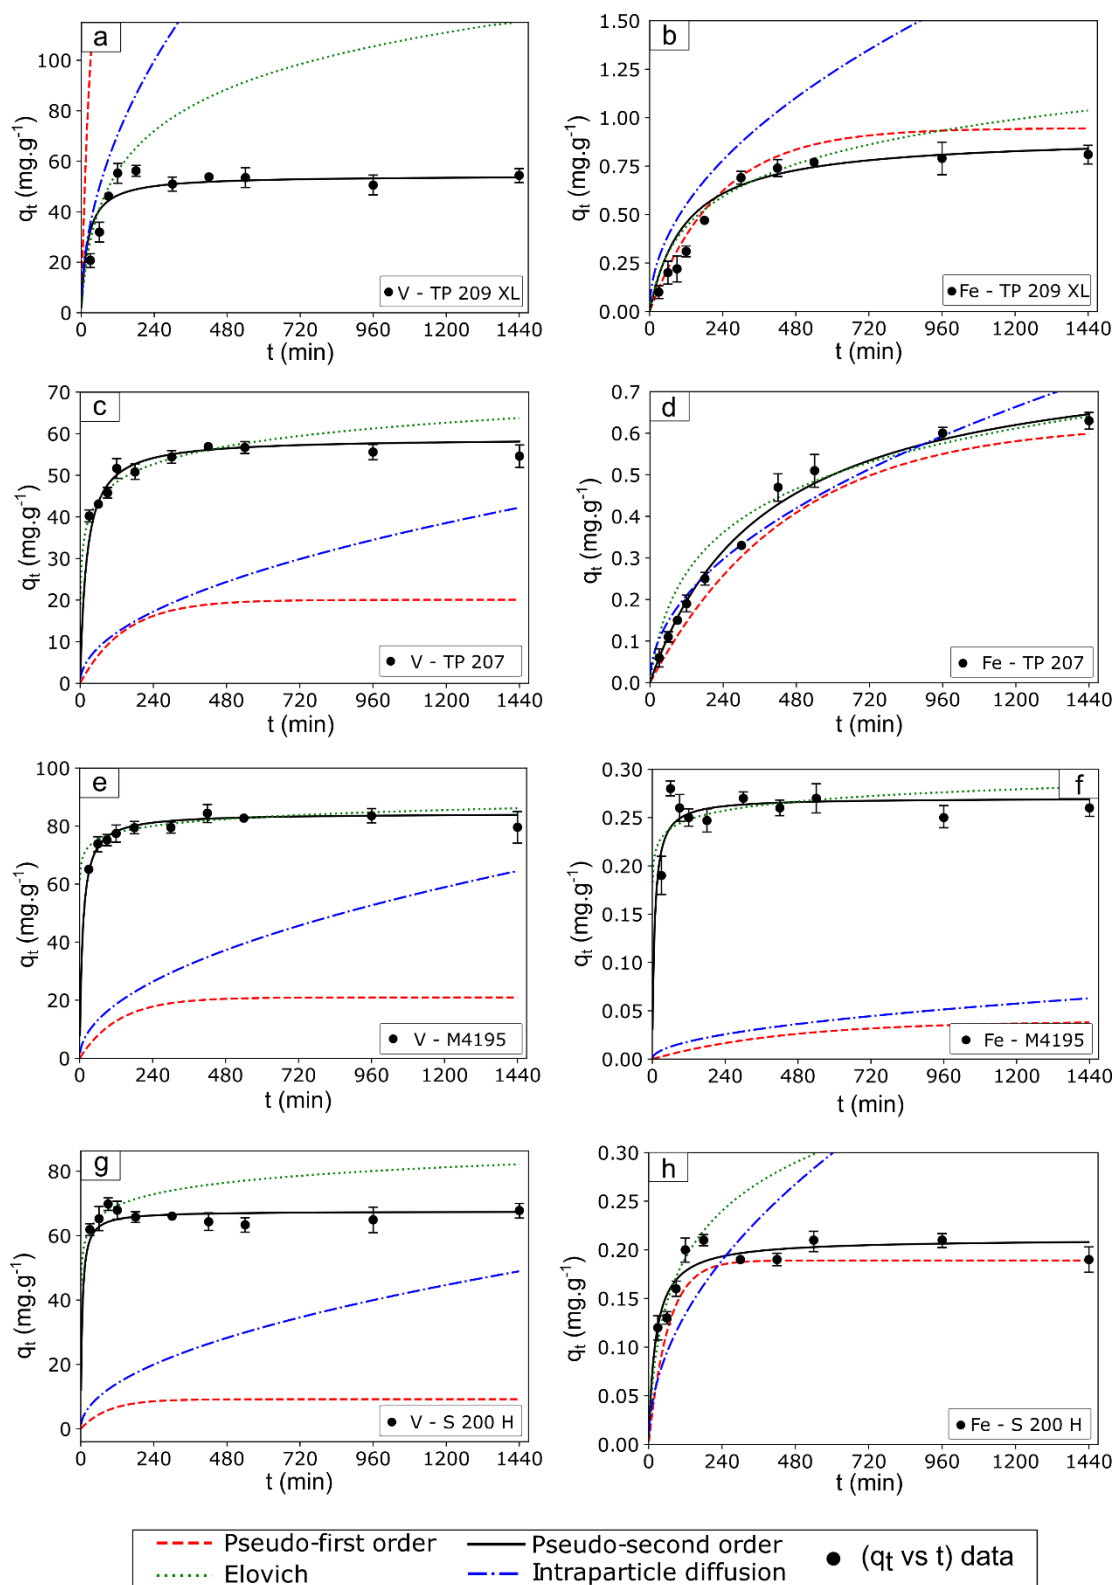 a
100
80
60
40
20
0
qt (mg.g-1)
V - TP 209 XL
0 240 480 720 960 1200 1440
t (min)
b
1.50
1.25
1.00
0.75
0.50
0.25
0.00
qt (mg.g-1)
Fe - TP 209 XL
0 240 480 720 960 1200 1440
t (min)
c
70
60
50
40
30
20
10
0
qt (mg.g-1)
V - TP 207
0 240 480 720 960 1200 1440
t (min)
d
0.7
0.6
0.5
0.4
0.3
0.2
0.1
0.0
qt (mg.g-1)
Fe - TP 207
0 240 480 720 960 1200 1440
t (min)
e
100
80
60
40
20
0
qt (mg.g-1)
V - M4195
0 240 480 720 960 1200 1440
t (min)
f
0.30
0.25
0.20
0.15
0.10
0.05
0.00
qt (mg.g-1)
Fe - M4195
0 240 480 720 960 1200 1440
t (min)
g
80
60
40
20
0
qt (mg.g-1)
V - S 200 H
0 240 480 720 960 1200 1440
t (min)
h
0.30
0.25
0.20
0.15
0.10
0.05
0.00
qt (mg.g-1)
Fe - S 200 H
0 240 480 720 960 1200 1440
t (min)
Pseudo-first order
Pseudo-second order
(qt vs t) data
Elovich
Intraparticle diffusion